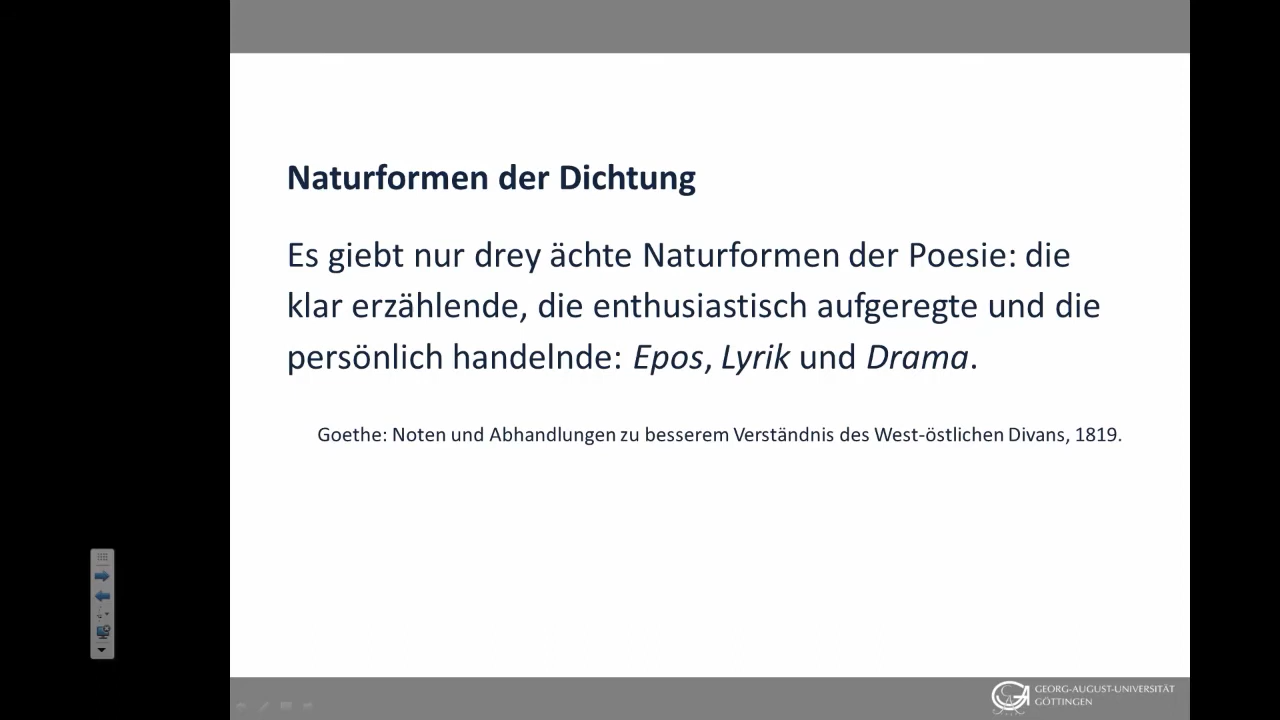 Naturformen der Dichtung
Es giebt nur drey ächte Naturformen der Poesie: die
klar erzählende, die enthusiastisch aufgeregte und die
persönlich handelnde: Epos, Lyrik und Drama.
Goethe: Noten und Abhandlungen zu besserem Verständnis des West-östlichen Divans, 1819.
GEORG-AUGUST-UNIVERSITÄT
GÖTTINGEN